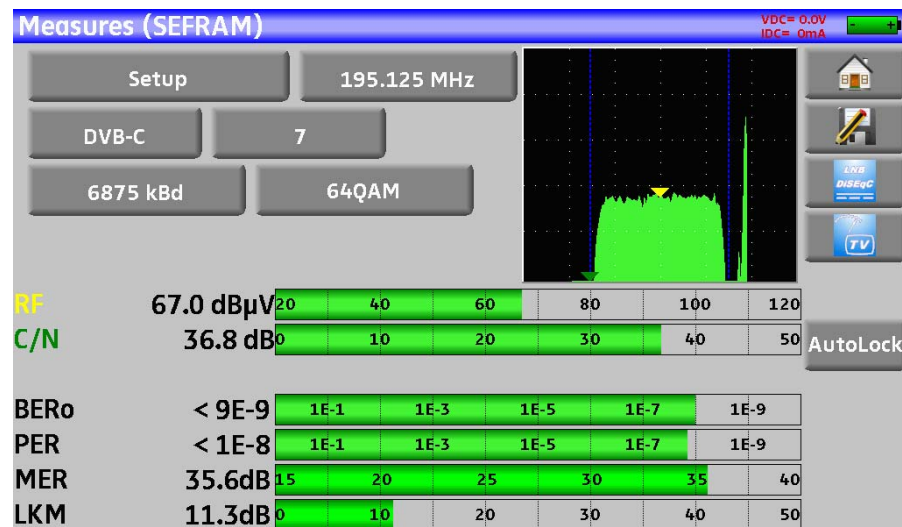 Measures (SEFRAM)
VDC= 0.0V
IDC= 0mA
- +
Setup
195.125 MHz
DVB-C
7
6875 kBd
64QAM
LNB
DiSEqC
TV
RF 67.0 dBµV 20 40 60 80 100 120
C/N 36.8 dB 0 10 20 30 40 50
AutoLock
BERo < 9E-9 1E-1 1E-3 1E-5 1E-7 1E-9
PER < 1E-8 1E-1 1E-3 1E-5 1E-7 1E-9
MER 35.6dB 15 20 25 30 35 40
LKM 11.3dB 0 10 20 30 40 50